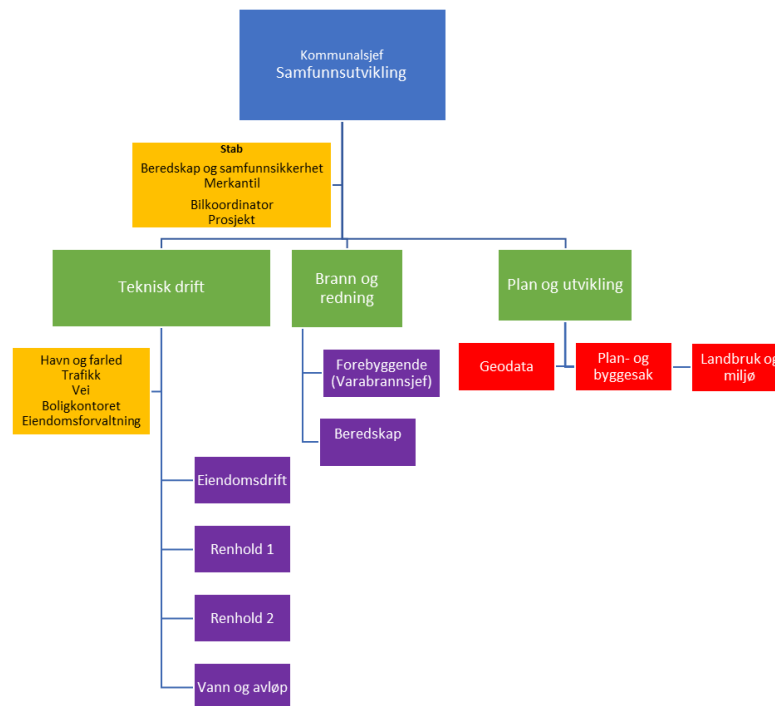 Kommunalsjef
Samfunnsutvikling
Stab
Beredskap og samfunnsikkerhet
Merkantil
Bilkoordinator
Prosjekt
Teknisk drift
Brann og
redning
Plan og utvikling
Havn og farled
Trafikk
Vei
Boligkontoret
Eiendomsforvaltning
Forebyggende
(Varabrannsjef)
Beredskap
Geodata
Plan- og
byggesak
Landbruk og
miljø
Eiendomsdrift
Renhold 1
Renhold 2
Vann og avløp